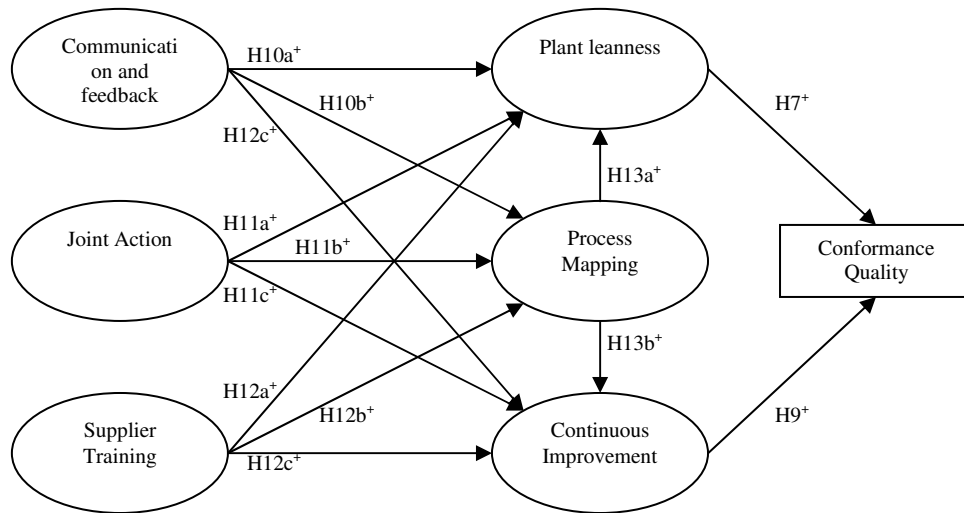 Communicati
on and
feedback
Plant leanness
H10a+
H10b+
H12c+
H7+
H13a+
Joint Action
H11a+
H11b+
H11c+
Process
Mapping
Conformance
Quality
H13b+
Supplier
Training
H12a+
H12b+
H12c+
Continuous
Improvement
H9+